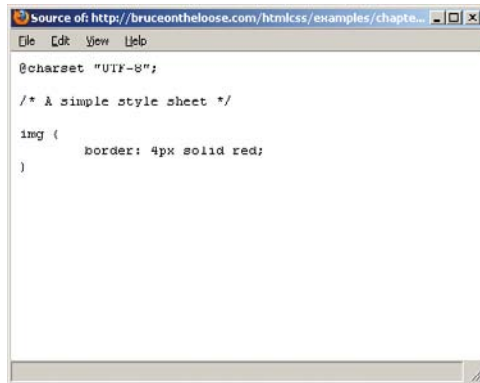 Source of: http://bruceontheloose.com/htmlcss/examples/chapte...
File Edit View Help
@charset "UTF-8";
/* A simple style sheet */
img {
border: 4px solid red;
}